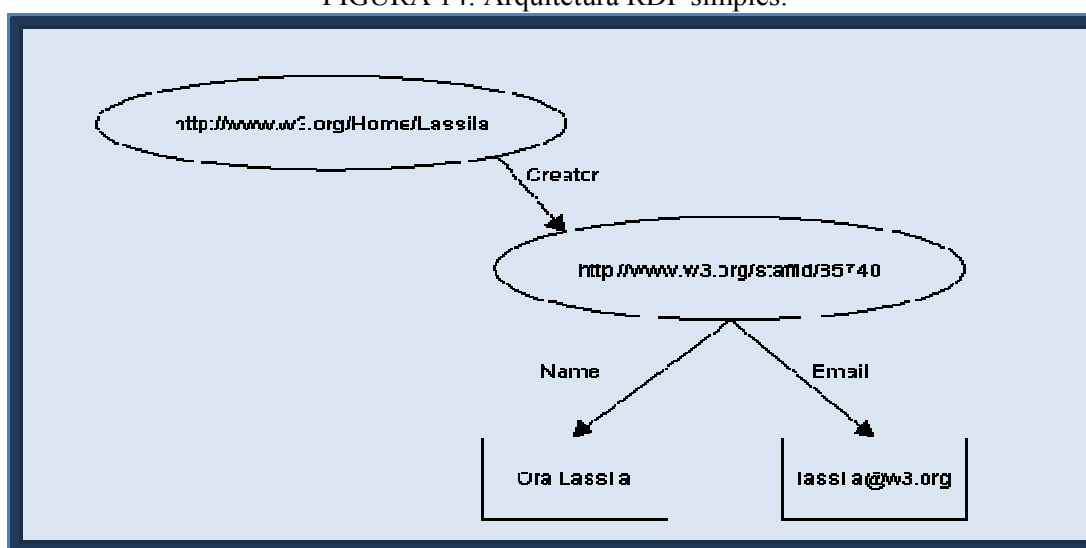 FIGURA 14: Arquitetura RDF simples.
http://www.w3.org/Home/Lassila
Creator
http://www.w3.org/staffId/85740
Name
Email
Ora Lassila
lassila@w3.org